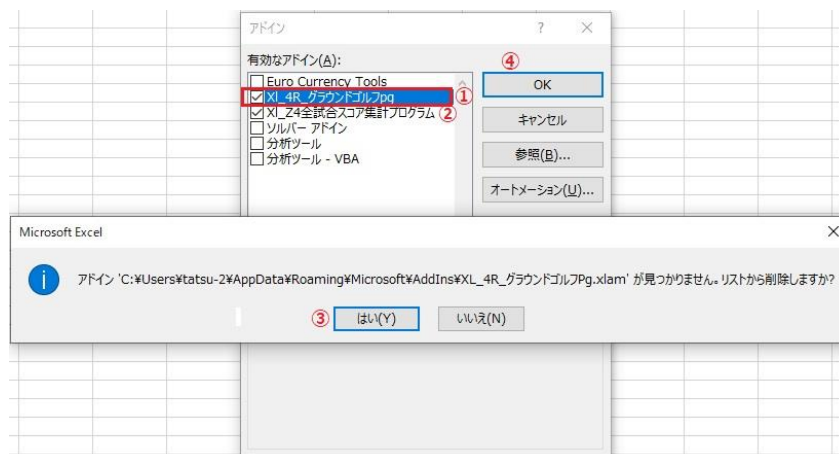 アドイン
有効なアドイン(A):
④
Euro Currency Tools
OK
Xl_4R_グラウンドゴルフpg
①
Xl_Z4全試合スコア集計プログラム
②
キャンセル
ソルバー アドイン
分析ツール
参照(B)...
分析ツール - VBA
オートメーション(U)...
Microsoft Excel
アドイン 'C:¥Users¥tatsu-2¥AppData¥Roaming¥Microsoft¥AddIns¥XL_4R_グラウンドゴルフPg.xlam' が見つかりません。リストから削除しますか?
③ はい(Y) いいえ(N)